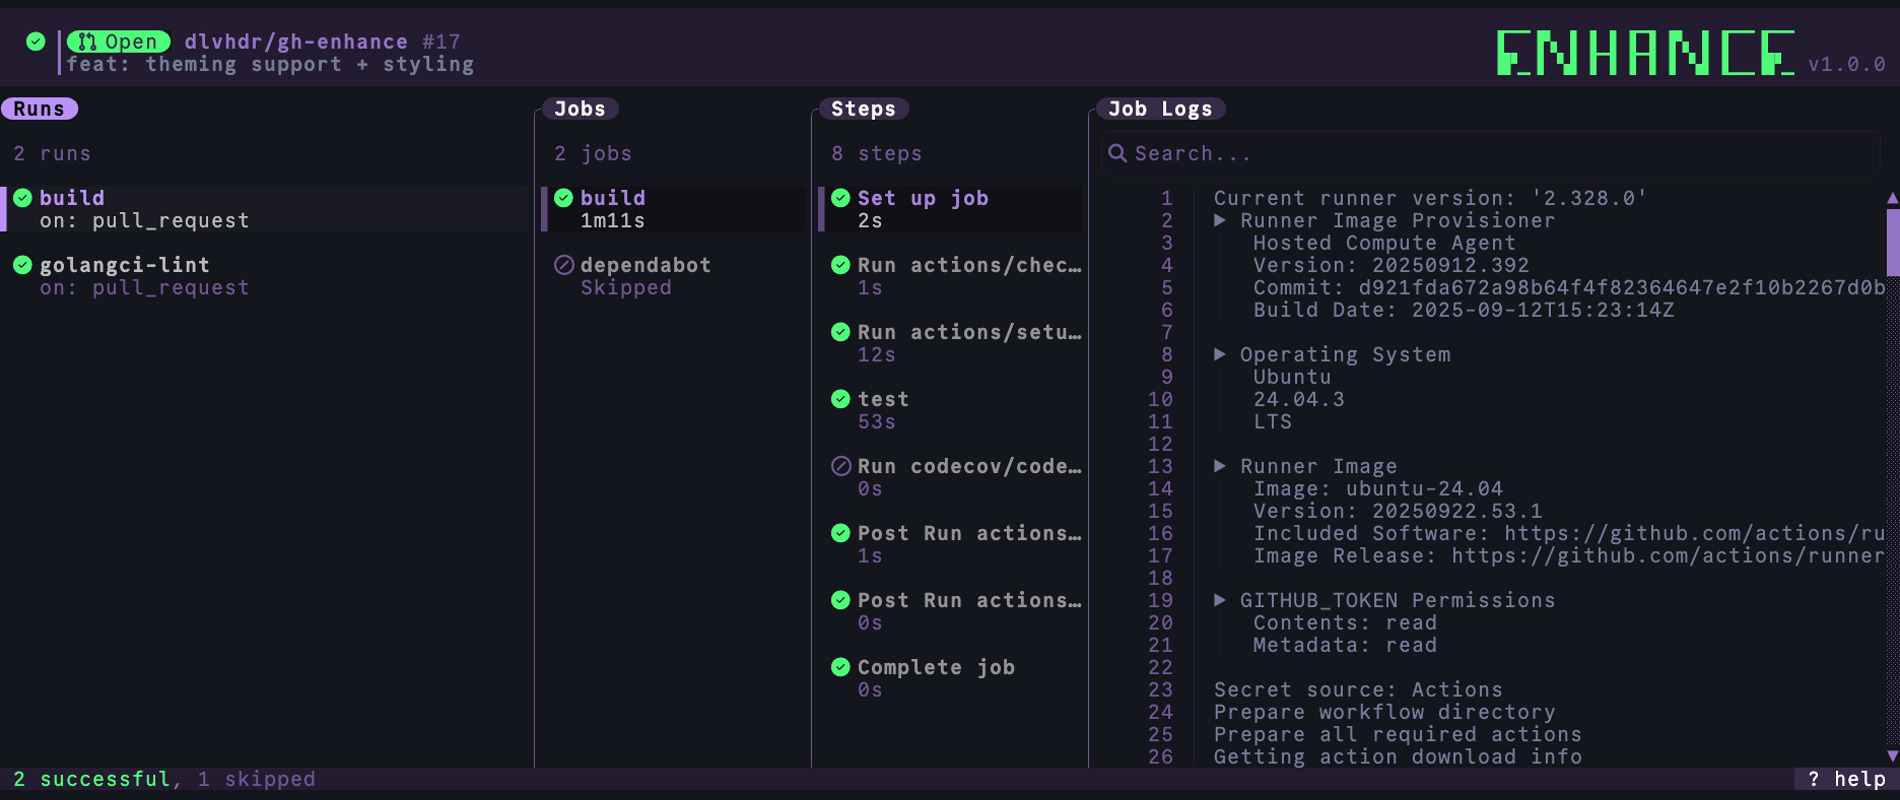 Open dlvhdr/gh-enhance #17
feat: theming support + styling
ENHANCE v1.0.0
Runs
2 runs
build
on: pull_request
golangci-lint
on: pull_request
Jobs
2 jobs
build
1m11s
dependabot
Skipped
Steps
8 steps
Set up job
2s
Run actions/chec…
1s
Run actions/setu…
12s
test
53s
Run codecov/code…
0s
Post Run actions…
1s
Post Run actions…
0s
Complete job
0s
Job Logs
Search...
1 Current runner version: '2.328.0'
2 ▶ Runner Image Provisioner
3 Hosted Compute Agent
4 Version: 20250912.392
5 Commit: d921fda672a98b64f4f82364647e2f10b2267d0b
6 Build Date: 2025-09-12T15:23:14Z
7
8 ▶ Operating System
9 Ubuntu
10 24.04.3
11 LTS
12
13 ▶ Runner Image
14 Image: ubuntu-24.04
15 Version: 20250922.53.1
16 Included Software: https://github.com/actions/ru
17 Image Release: https://github.com/actions/runner
18
19 ▶ GITHUB_TOKEN Permissions
20 Contents: read
21 Metadata: read
22
23 Secret source: Actions
24 Prepare workflow directory
25 Prepare all required actions
26 Getting action download info
2 successful, 1 skipped
? help